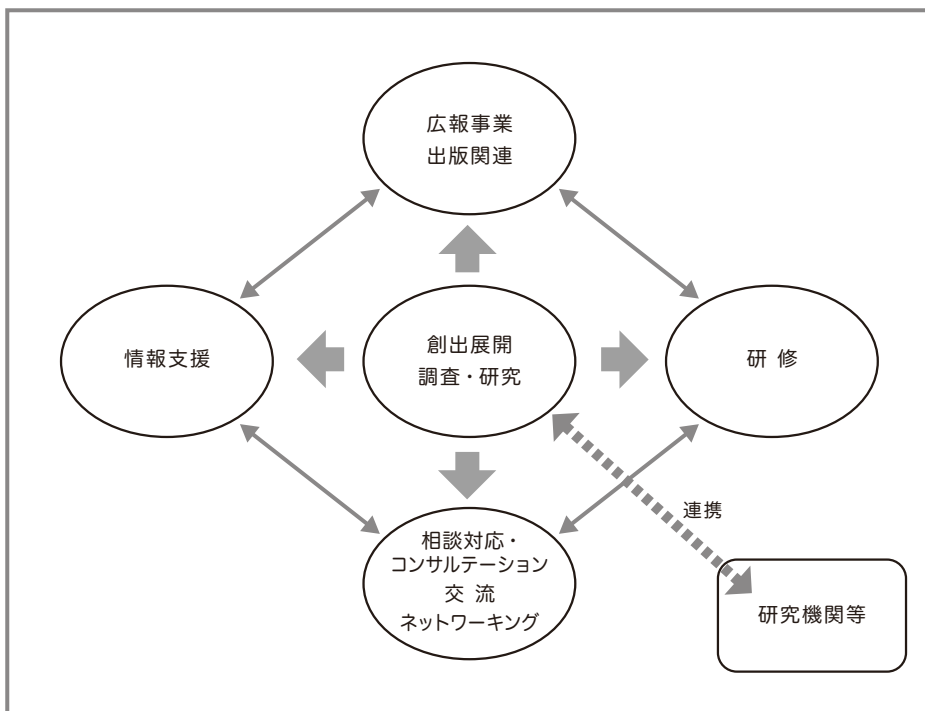 広報事業
出版関連
情報支援
創出展開
調査・研究
研 修
連携
相談対応・
コンサルテーション
交 流
ネットワーキング
研究機関等